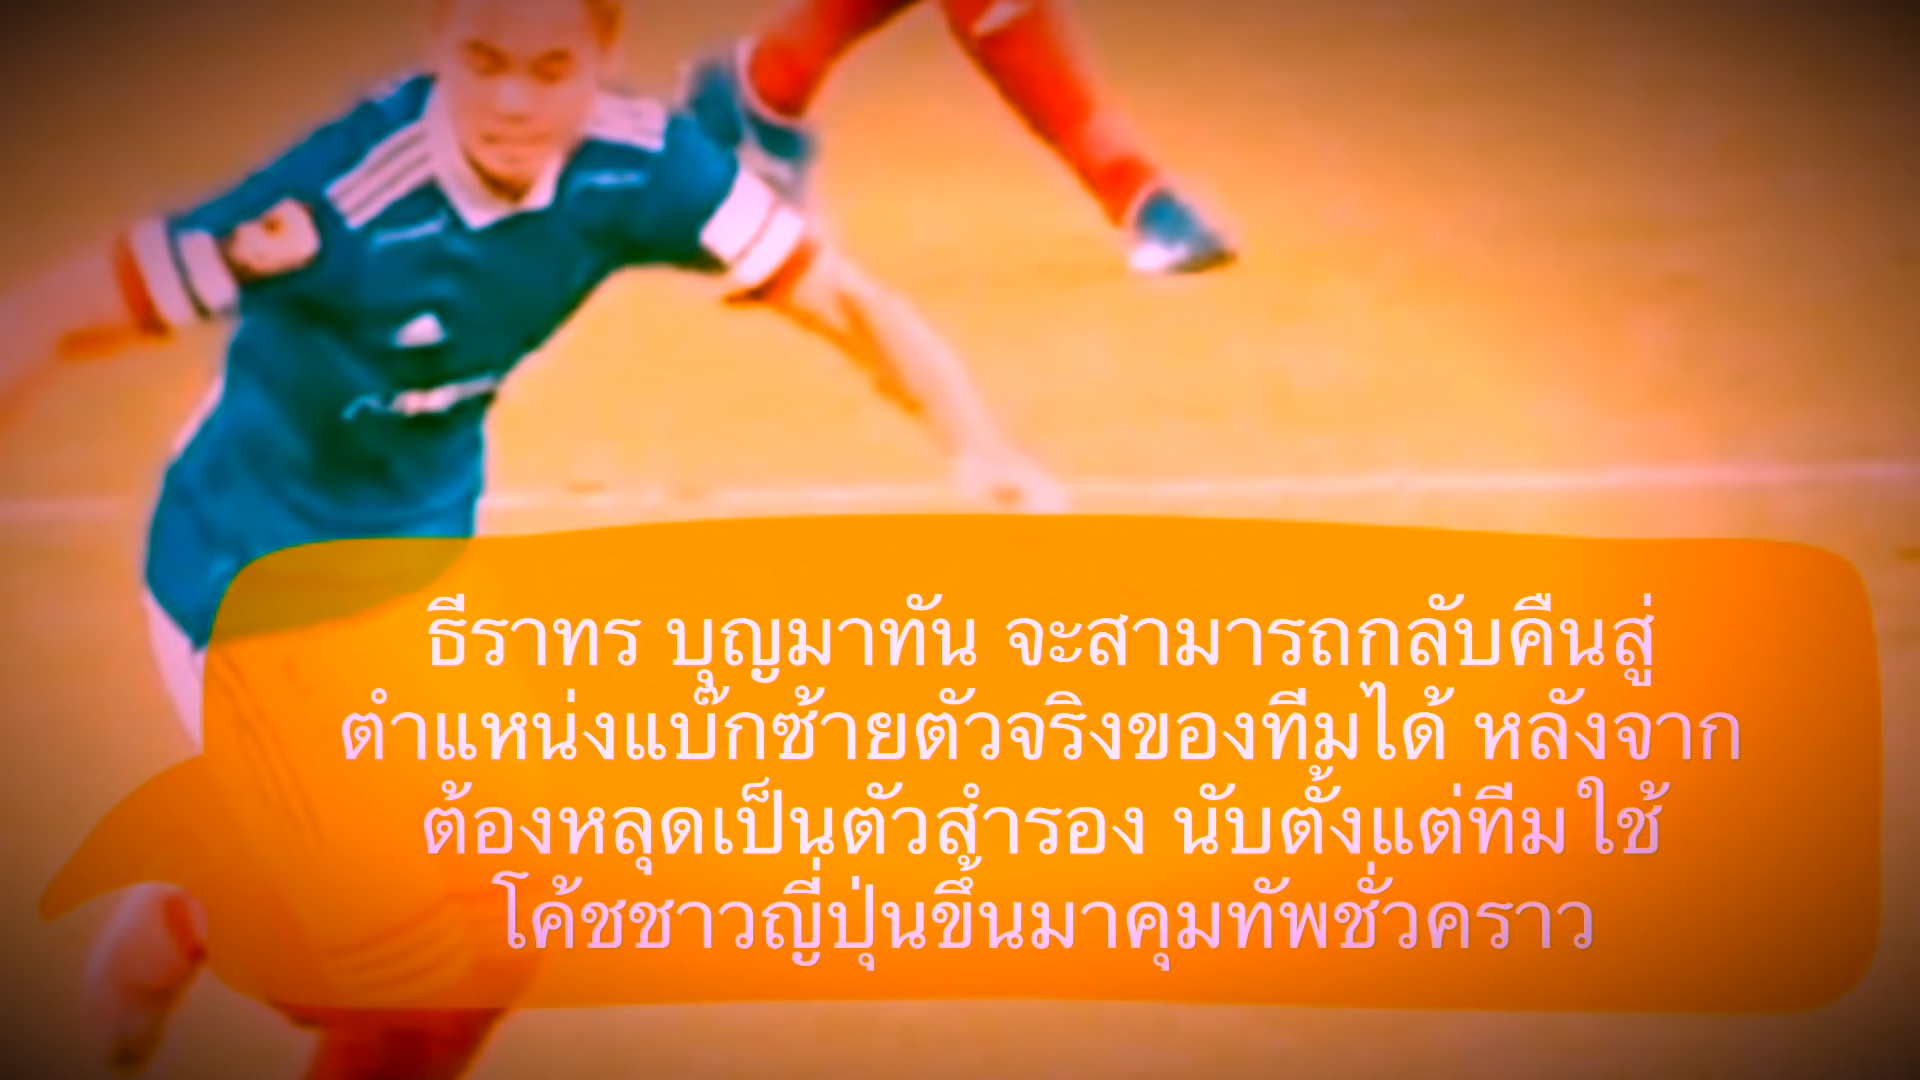 ธีราทร บุญมาทัน จะสามารถกลับคืนสู่
ตำแหน่งแบ๊กซ้ายตัวจริงของทีมได้ หลังจาก
ต้องหลุดเป็นตัวสำรอง นับตั้งแต่ทีมใช้
โค้ชชาวญี่ปุ่นขึ้นมาคุมทัพชั่วคราว